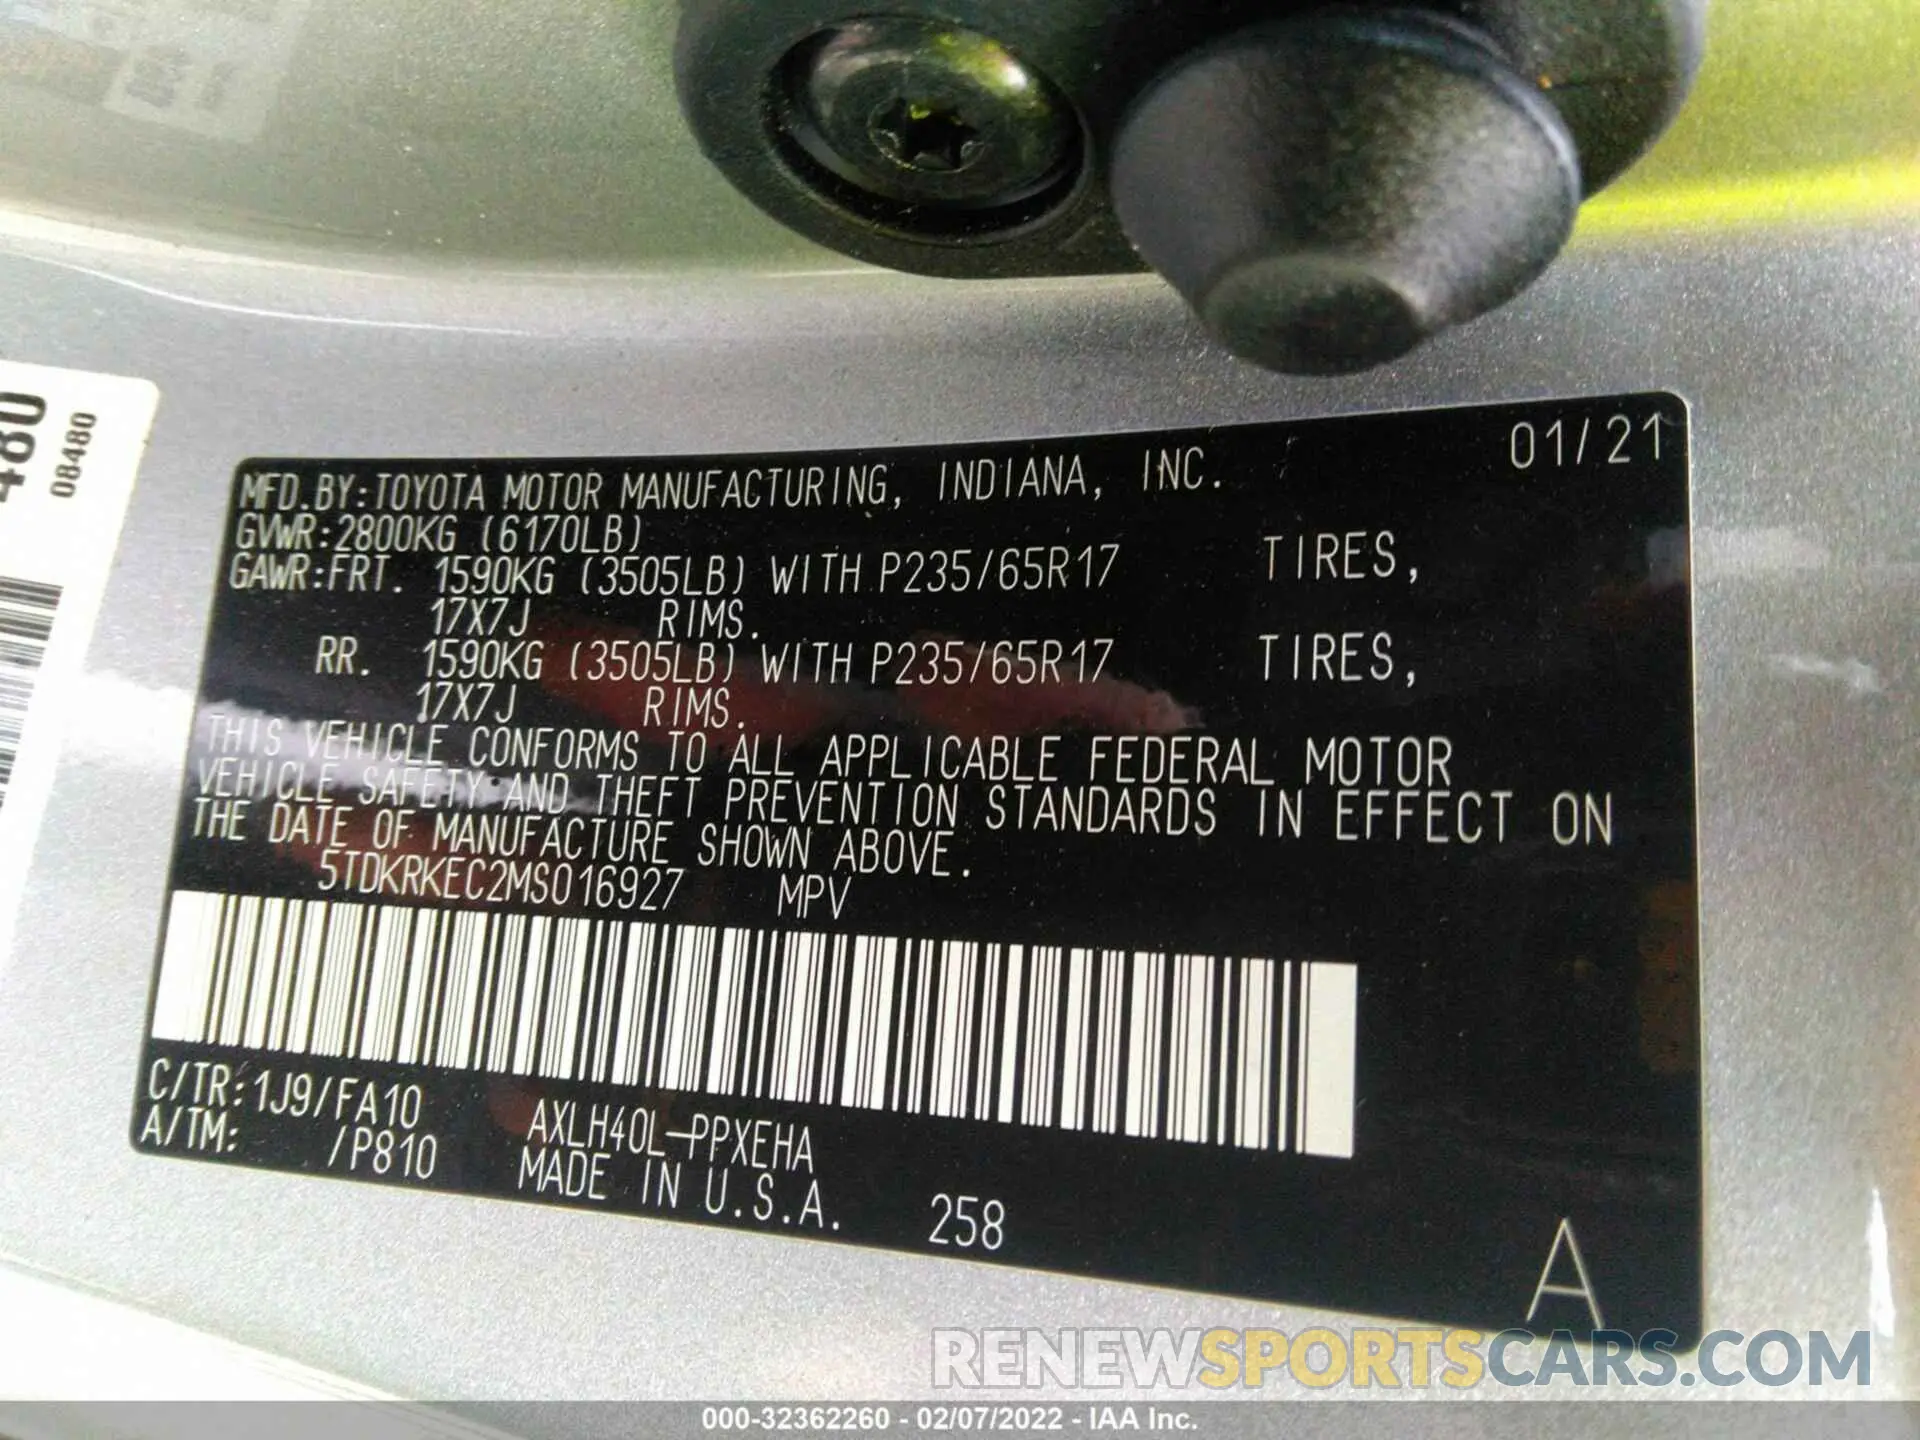 480
08480
01/21
MFD.BY:TOYOTA MOTOR MANUFACTURING, INDIANA, INC.
GVWR:2800KG (6170LB)
GAWR:FRT. 1590KG (3505LB) WITH P235/65R17 TIRES,
17X7J RIMS.
RR. 1590KG (3505LB) WITH P235/65R17 TIRES,
17X7J RIMS.
THIS VEHICLE CONFORMS TO ALL APPLICABLE FEDERAL MOTOR
VEHICLE SAFETY AND THEFT PREVENTION STANDARDS IN EFFECT ON
THE DATE OF MANUFACTURE SHOWN ABOVE.
5TDKRKEC2MS016927 MPV
C/TR:1J9/FA10 AXLH40L-PPXEHA
A/TM: /P810 MADE IN U.S.A. 258
A
RENEWSPORTSCARS.COM
000-32362260 - 02/07/2022 - IAA Inc.